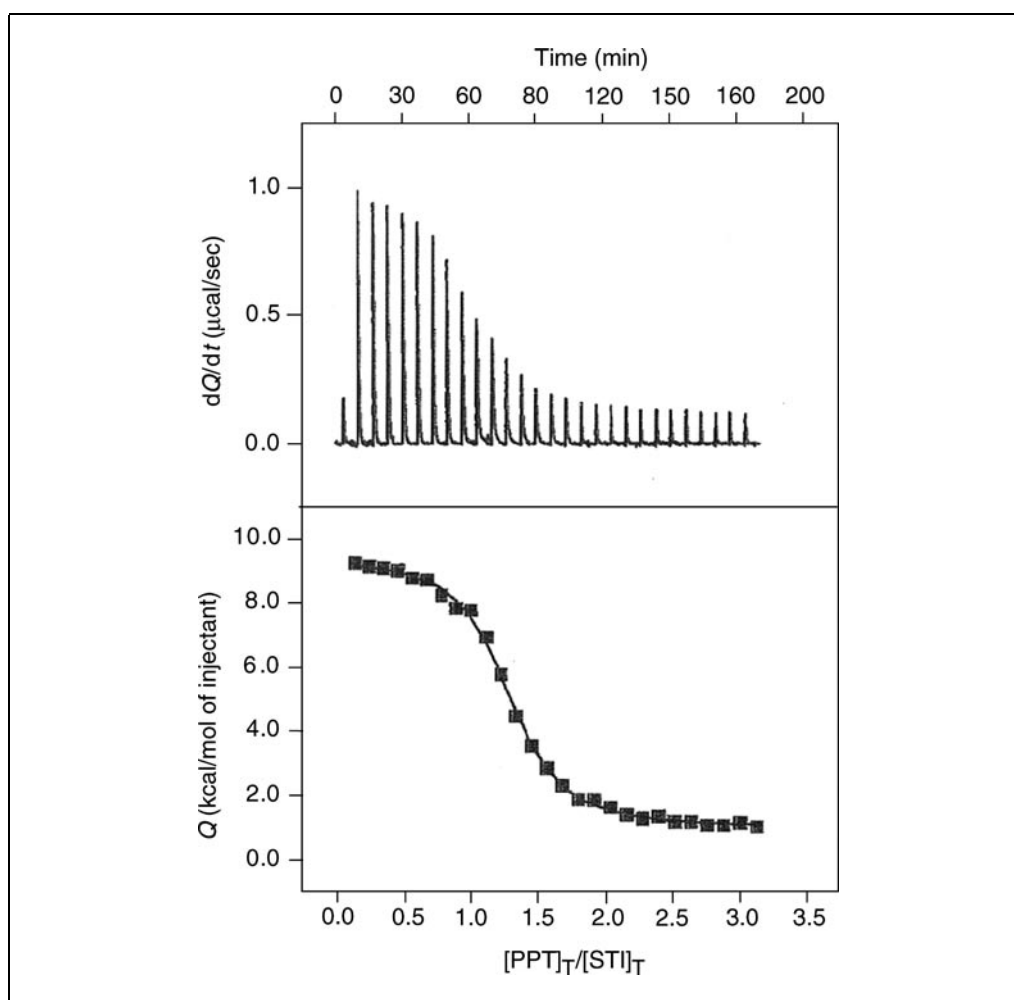 Time (min)
0 30 60 80 120 150 160 200
1.0
0.5
0.0
dQ/dt (μcal/sec)
10.0
8.0
6.0
4.0
2.0
0.0
Q (kcal/mol of injectant)
0.0 0.5 1.0 1.5 2.0 2.5 3.0 3.5
[PPT]T/[STI]T